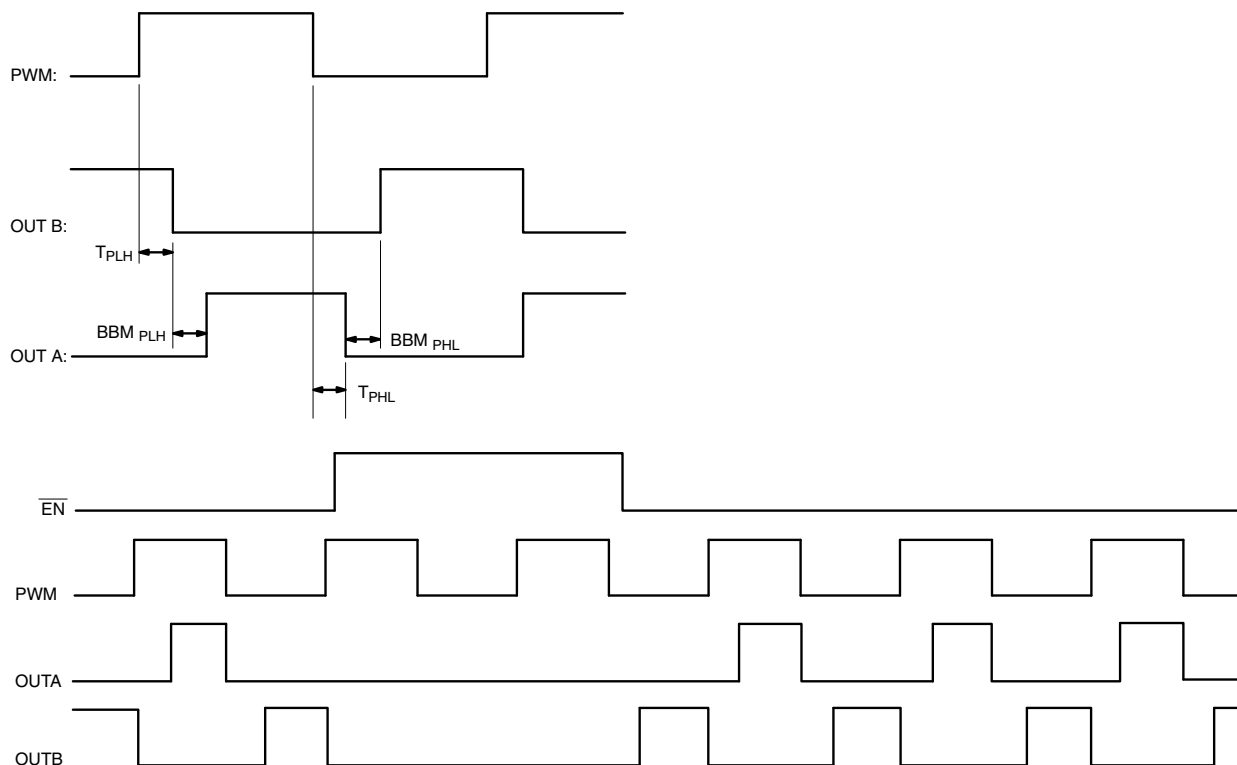 PWM:
OUT B:
TPLH
BBM PLH
BBM PHL
OUT A:
TPHL
EN
PWM
OUTA
OUTB